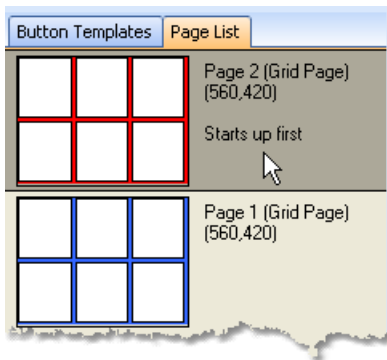 Button Templates Page List
Page 2 (Grid Page)
(560,420)
Starts up first
Page 1 (Grid Page)
(560,420)